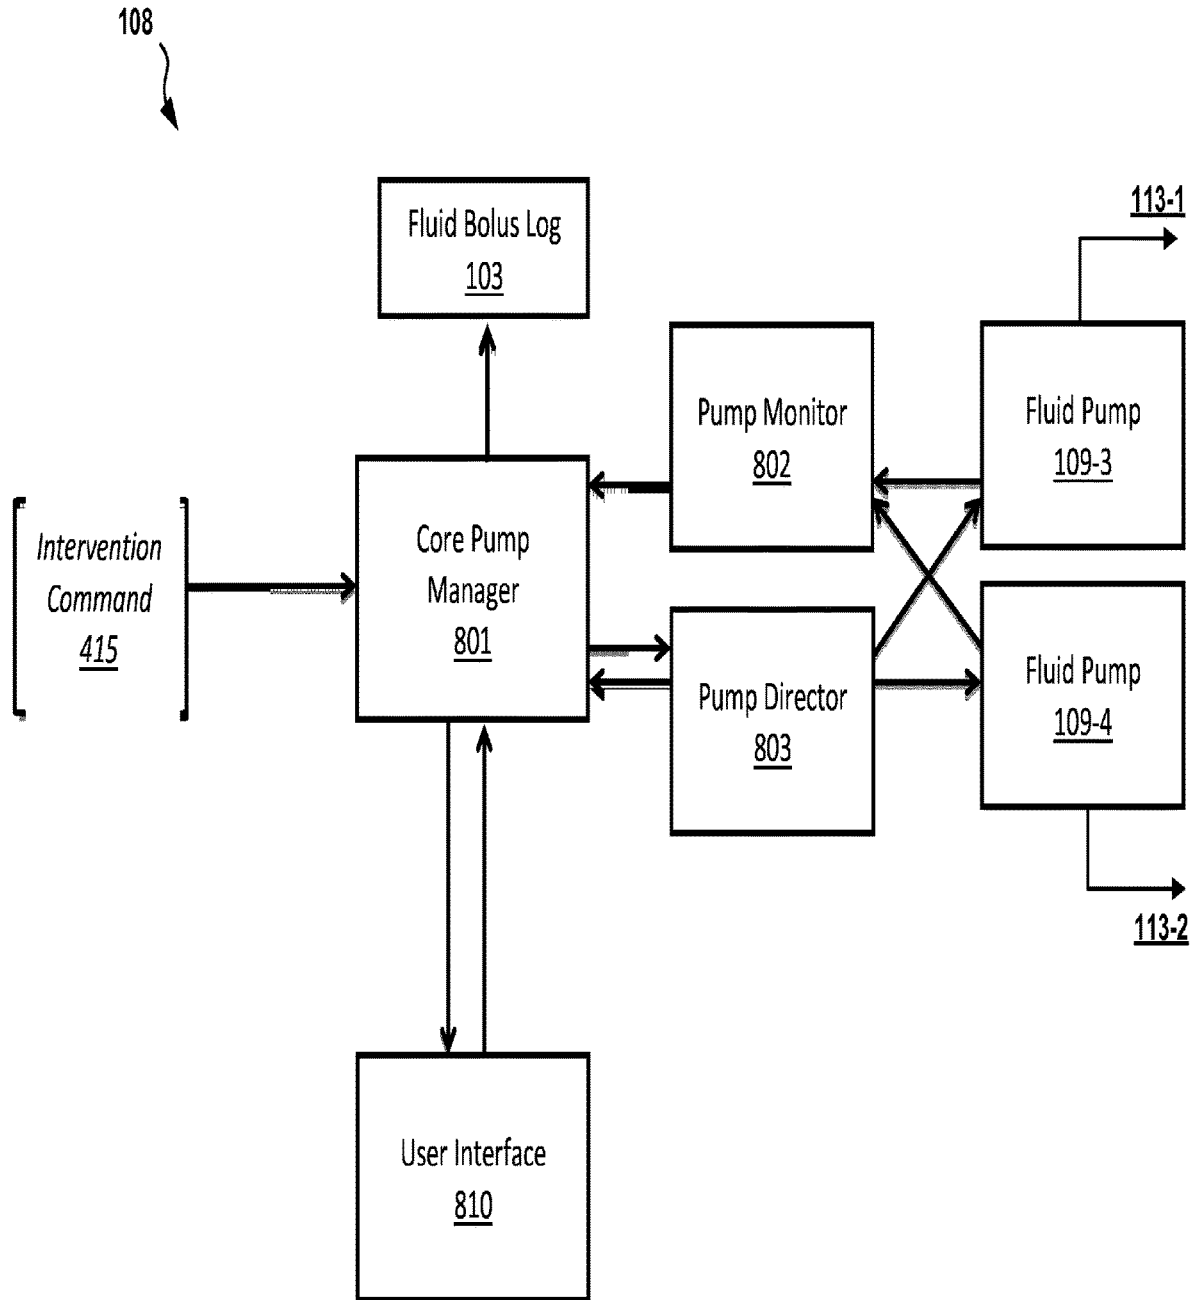 108
113-1
Fluid Bolus Log
103
Pump Monitor
802
Fluid Pump
109-3
Intervention
Command
415
Core Pump
Manager
801
Pump Director
803
Fluid Pump
109-4
113-2
User Interface
810